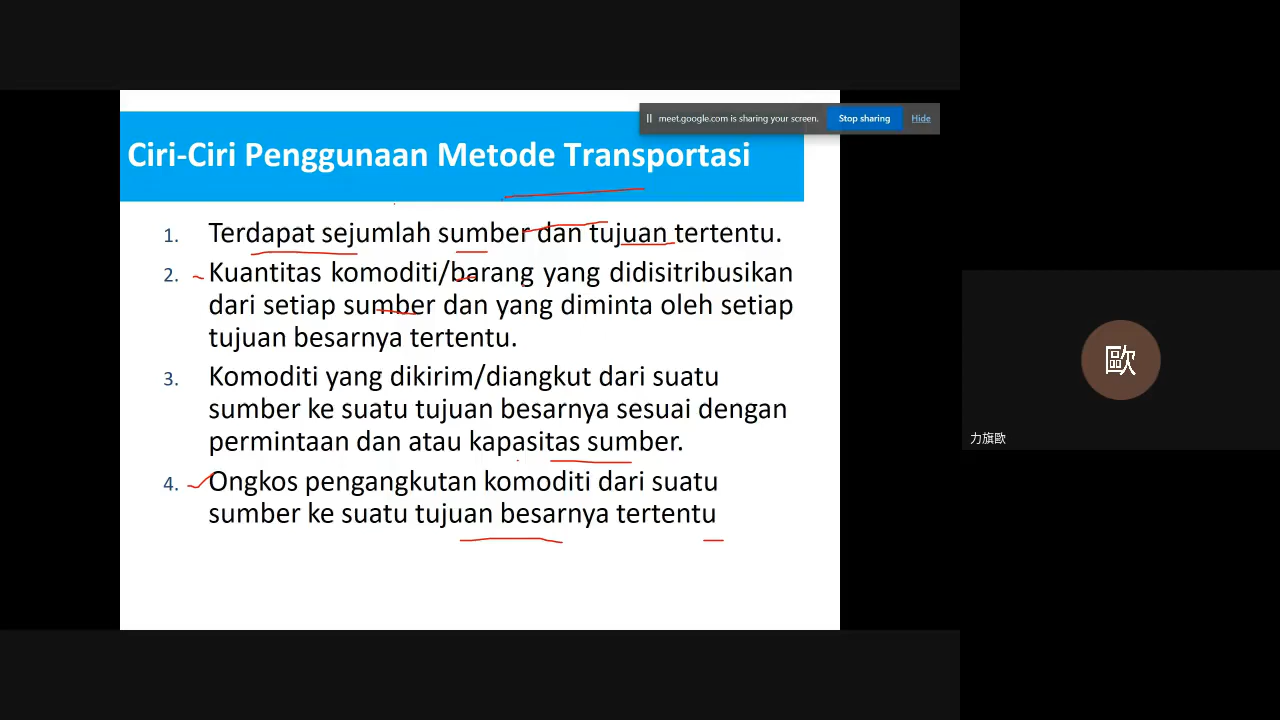 meet.google.com is sharing your screen.
Stop sharing
Hide
Ciri-Ciri Penggunaan Metode Transportasi
1. Terdapat sejumlah sumber dan tujuan tertentu.
2. Kuantitas komoditi/barang yang didisitribusikan
dari setiap sumber dan yang diminta oleh setiap
tujuan besarnya tertentu.
3. Komoditi yang dikirim/diangkut dari suatu
sumber ke suatu tujuan besarnya sesuai dengan
permintaan dan atau kapasitas sumber.
4. Ongkos pengangkutan komoditi dari suatu
sumber ke suatu tujuan besarnya tertentu
歐
力旗歐